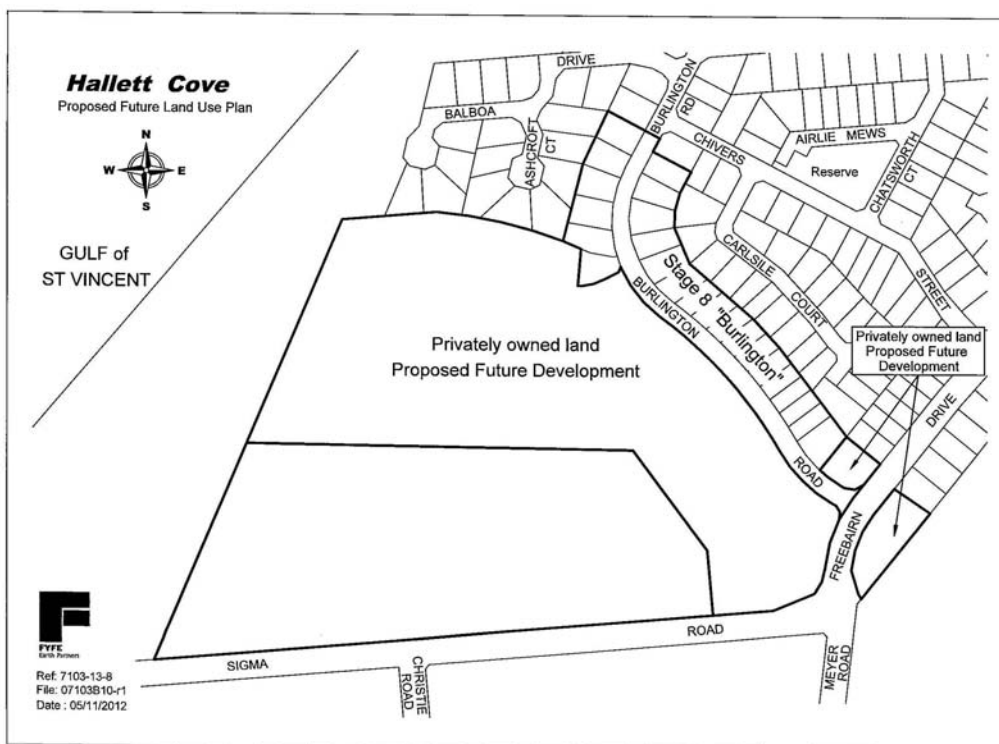 Hallett Cove
Proposed Future Land Use Plan
N
W
E
S
GULF of
ST VINCENT
DRIVE
BALBOA
ASHCROFT
CT
BURLINGTON
RD
CHIVERS
AIRLIE MEWS
Reserve
CHATSWORTH
CT
STREET
CARLSILE
COURT
Stage 8 "Burlington"
BURLINGTON
ROAD
Privately owned land
Proposed Future Development
Privately owned land
Proposed Future
Development
DRIVE
FREEBAIRN
ROAD
SIGMA
CHRISTIE
ROAD
MEYER
ROAD
FYFE
Earth Partners
Ref: 7103-13-8
File: 07103B10-r1
Date : 05/11/2012